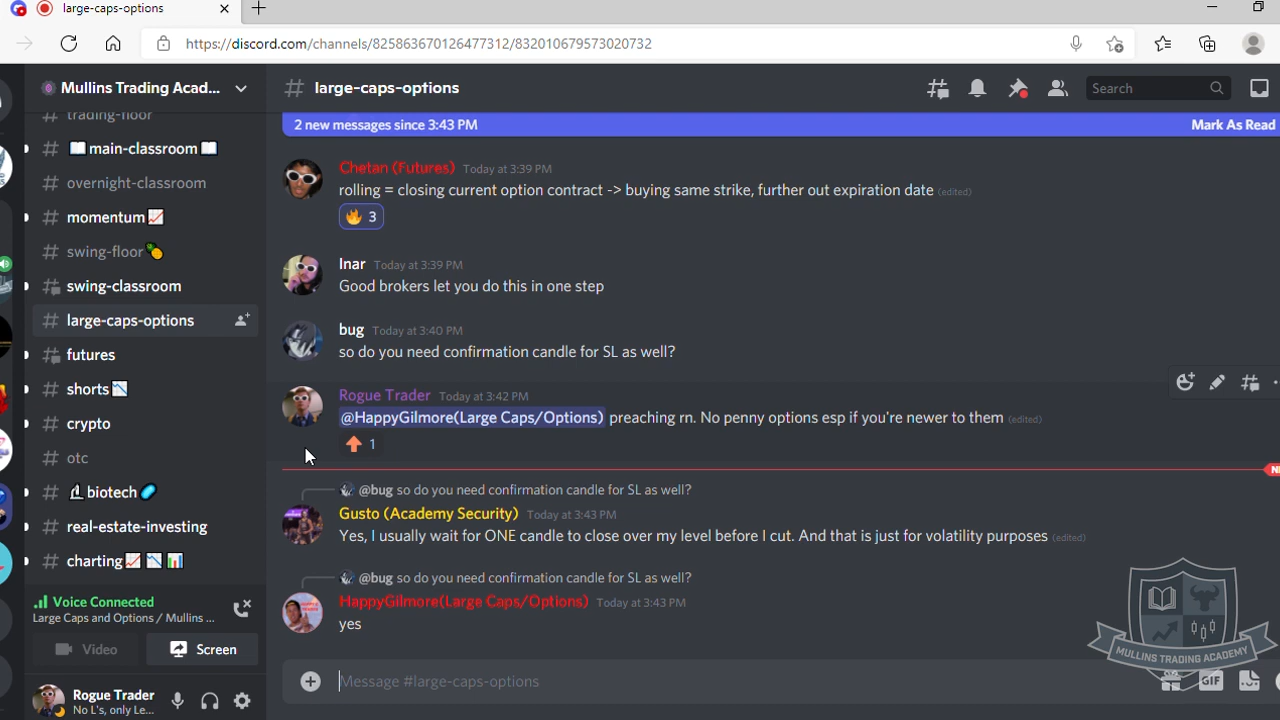 large-caps-options
https://discord.com/channels/825863670126477312/832010679573020732
Mullins Trading Acad...
large-caps-options
Search
trading-floor
📖main-classroom📖
overnight-classroom
momentum📈
swing-floor🍍
swing-classroom
large-caps-options
futures
shorts📉
crypto
otc
🔬biotech🧫
real-estate-investing
charting📈📉📊
Voice Connected
Large Caps and Options / Mullins ...
Video
Screen
Rogue Trader
No L's, only Le...
2 new messages since 3:43 PM
Mark As Read
Chetan (Futures) Today at 3:39 PM
rolling = closing current option contract -> buying same strike, further out expiration date (edited)
🔥 3
Inar Today at 3:39 PM
Good brokers let you do this in one step
bug Today at 3:40 PM
so do you need confirmation candle for SL as well?
Rogue Trader Today at 3:42 PM
@HappyGilmore(Large Caps/Options) preaching rn. No penny options esp if you're newer to them (edited)
1
@bug so do you need confirmation candle for SL as well?
Gusto (Academy Security) Today at 3:43 PM
Yes, I usually wait for ONE candle to close over my level before I cut. And that is just for volatility purposes (edited)
@bug so do you need confirmation candle for SL as well?
HappyGilmore(Large Caps/Options) Today at 3:43 PM
yes
Message #large-caps-options
GIF
MULLINS TRADING ACADEMY